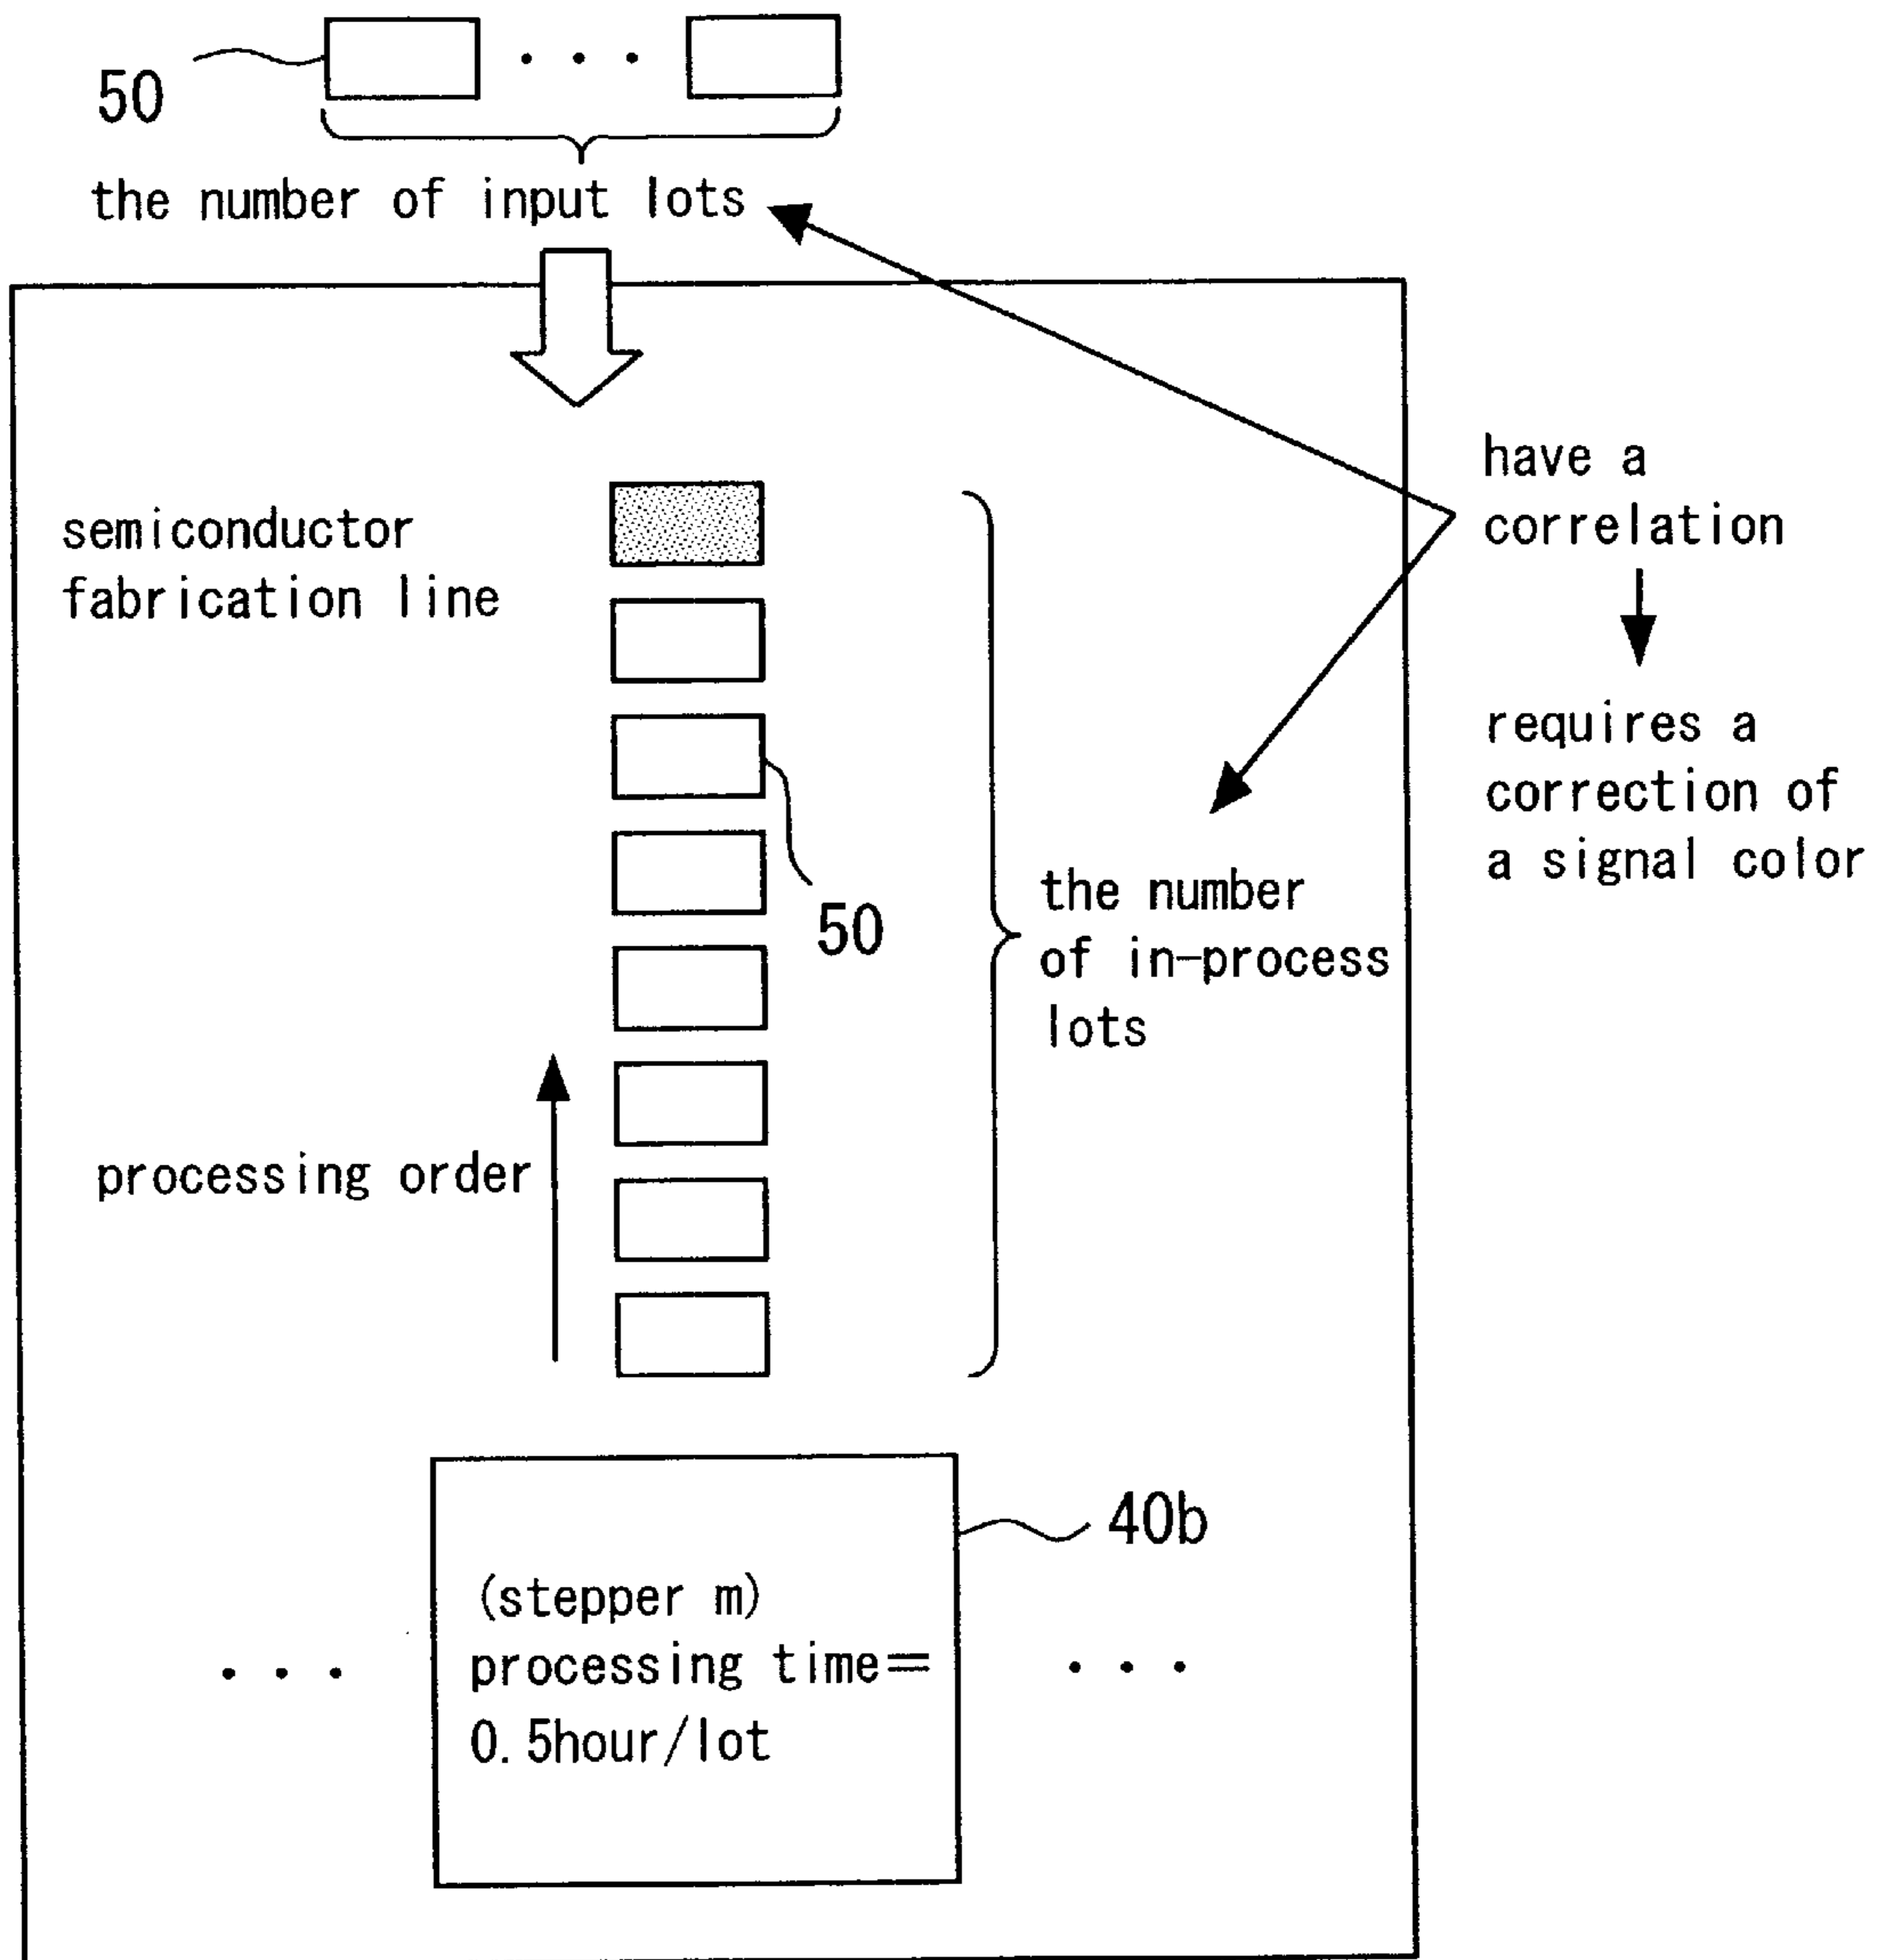 50
the number of input lots
have a
correlation
requires a
correction of
a signal color
semiconductor
fabrication line
50
the number
of in-process
lots
processing order
40b
(stepper m)
processing time=
0.5hour/lot